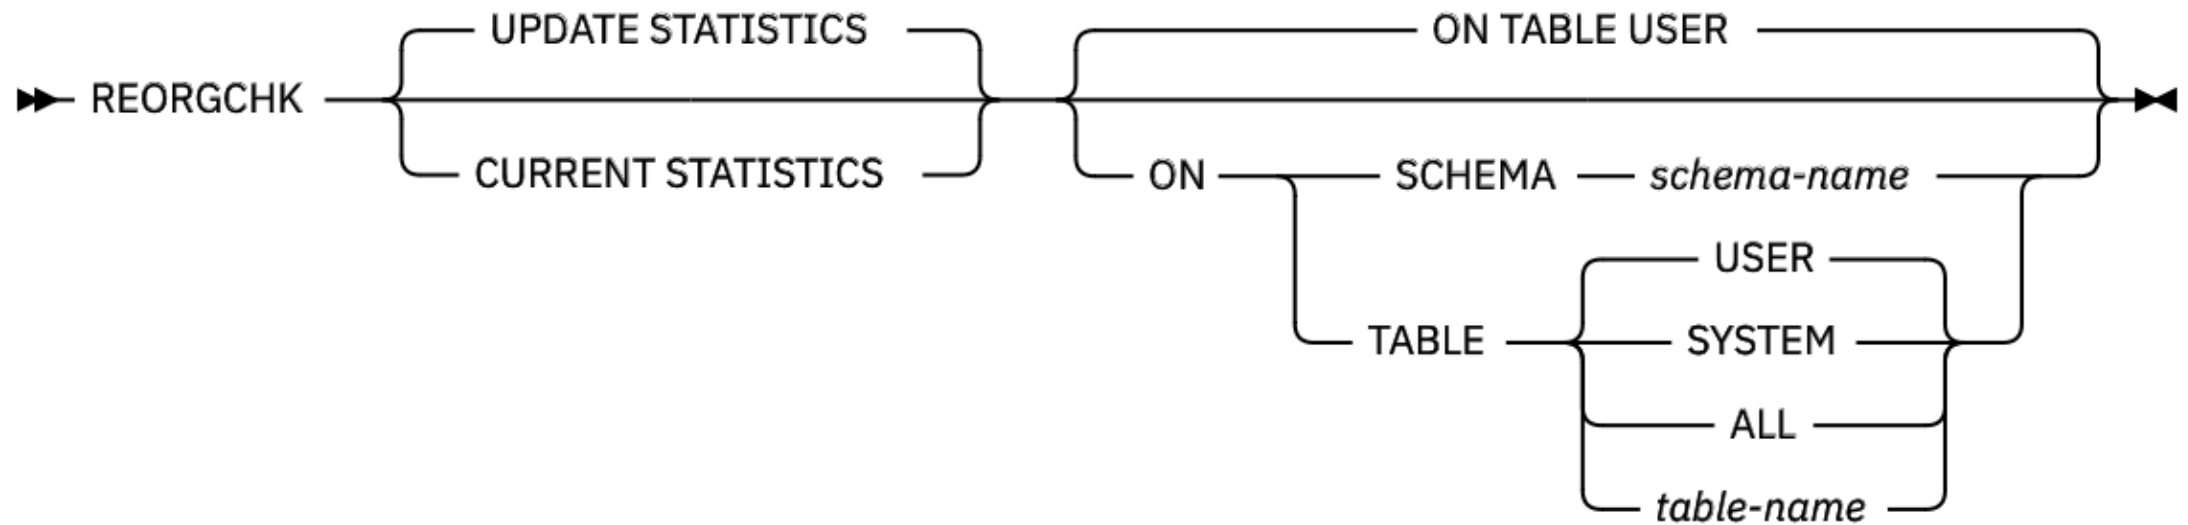 UPDATE STATISTICS ON TABLE USER
REORGCHK
CURRENT STATISTICS ON SCHEMA schema-name
USER
TABLE SYSTEM
ALL
table-name